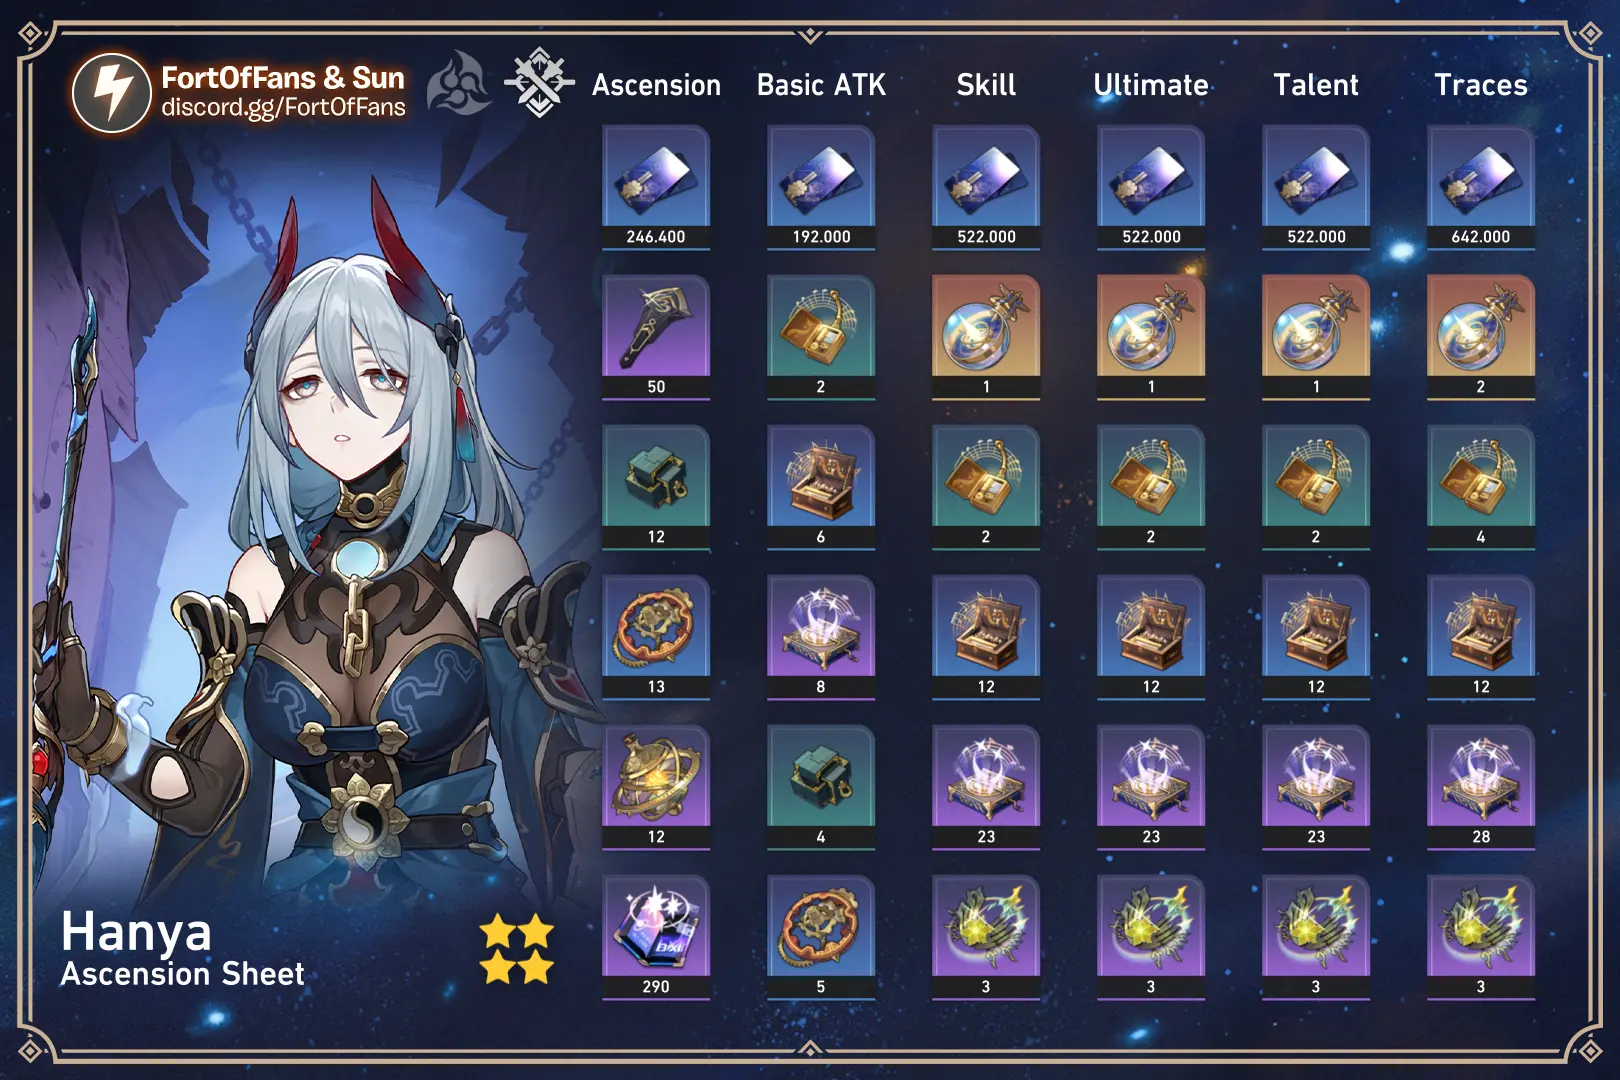 FortOfFans & Sun
discord.gg/FortOfFans
Ascension Basic ATK Skill Ultimate Talent Traces
246.400 192.000 522.000 522.000 522.000 642.000
50 2 1 1 1 2
12 6 2 2 2 4
13 8 12 12 12 12
12 4 23 23 23 28
290 5 3 3 3 3
Hanya
Ascension Sheet